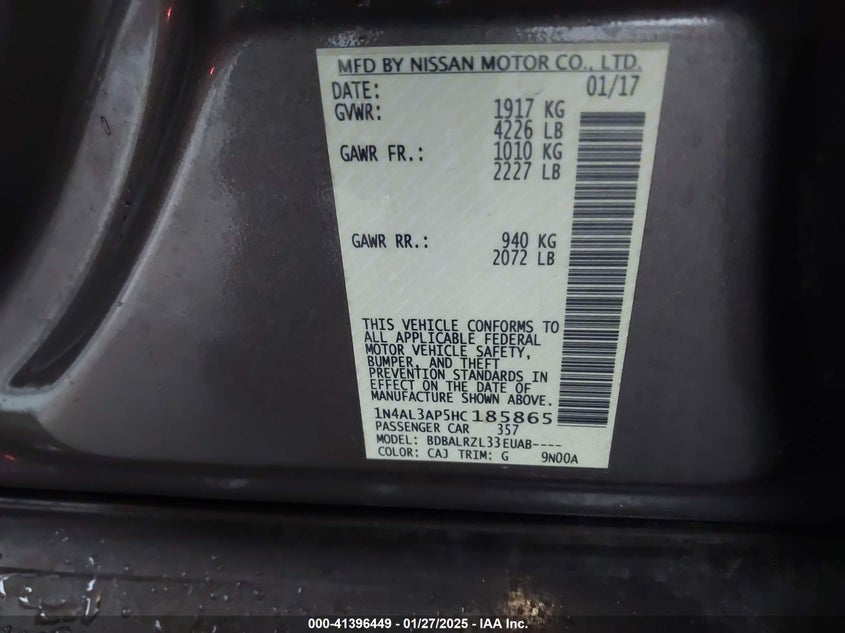 MFD BY NISSAN MOTOR CO., LTD.
DATE: 01/17
GVWR: 1917 KG
4226 LB
GAWR FR.: 1010 KG
2227 LB
GAWR RR.: 940 KG
2072 LB
THIS VEHICLE CONFORMS TO
ALL APPLICABLE FEDERAL
MOTOR VEHICLE SAFETY,
BUMPER, AND THEFT
PREVENTION STANDARDS IN
EFFECT ON THE DATE OF
MANUFACTURE SHOWN ABOVE.
1N4AL3AP5HC185865
PASSENGER CAR 357
MODEL: BDBALRZL33EUAB----
COLOR: CAJ TRIM: G 9N00A
000-41396449 - 01/27/2025 - IAA Inc.